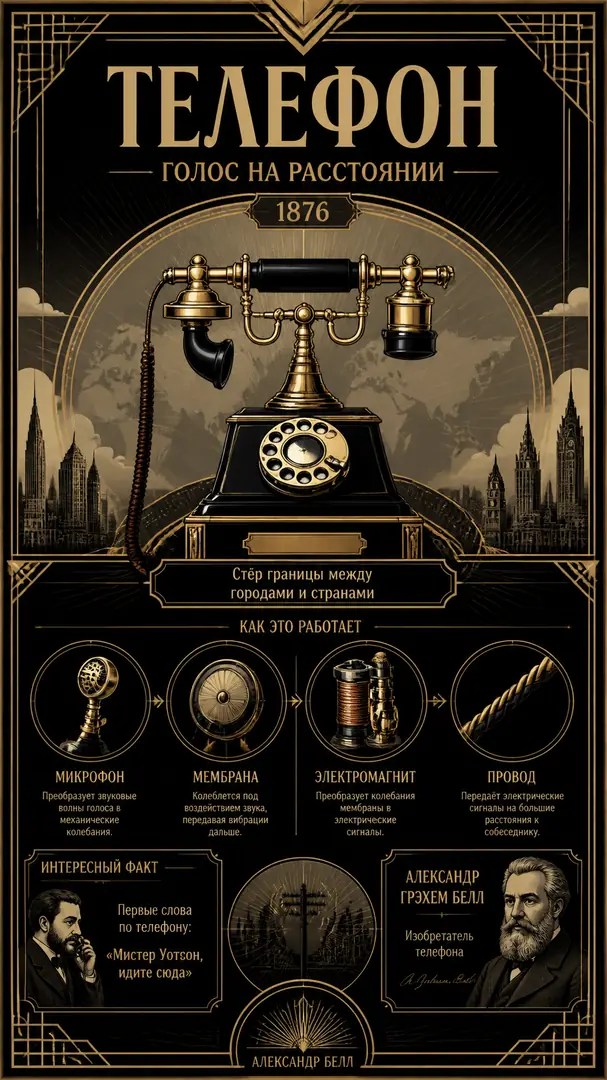 ТЕЛЕФОН
ГОЛОС НА РАССТОЯНИИ
1876
Стёр границы между
городами и странами
КАК ЭТО РАБОТАЕТ
МИКРОФОН
Преобразует звуковые
волны голоса в
механические
колебания.
МЕМБРАНА
Колеблется под
воздействием звука,
передавая вибрации
дальше.
ЭЛЕКТРОМАГНИТ
Преобразует колебания
мембраны в
электрические
сигналы.
ПРОВОД
Передаёт электрические
сигналы на большие
расстояния к
собеседнику.
ИНТЕРЕСНЫЙ ФАКТ
Первые слова
по телефону:
«Мистер Уотсон,
идите сюда»
АЛЕКСАНДР
ГРЭХЕМ БЕЛЛ
Изобретатель
телефона
АЛЕКСАНДР БЕЛЛ